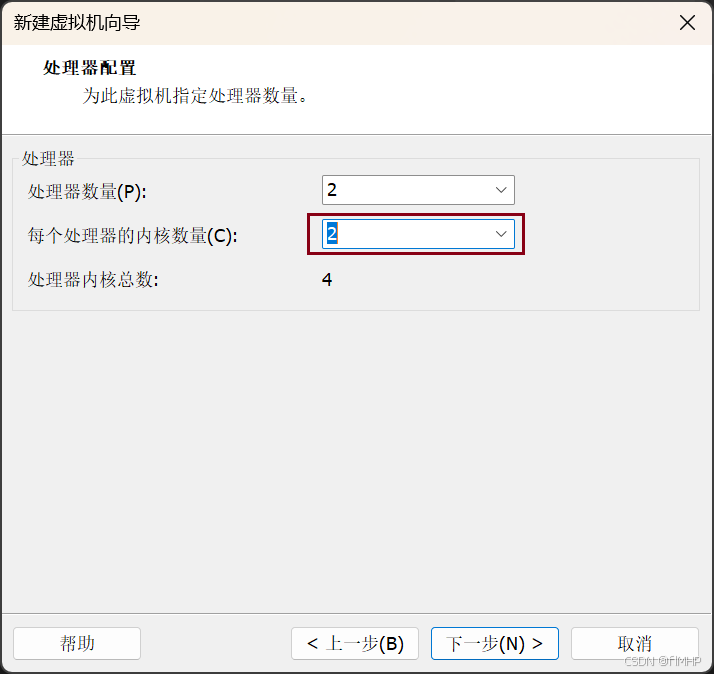 新建虚拟机向导
处理器配置
为此虚拟机指定处理器数量。
处理器
处理器数量(P): 2
每个处理器的内核数量(C): 2
处理器内核总数: 4
帮助 < 上一步(B) 下一步(N) > 取消
CSDN @fIMHP